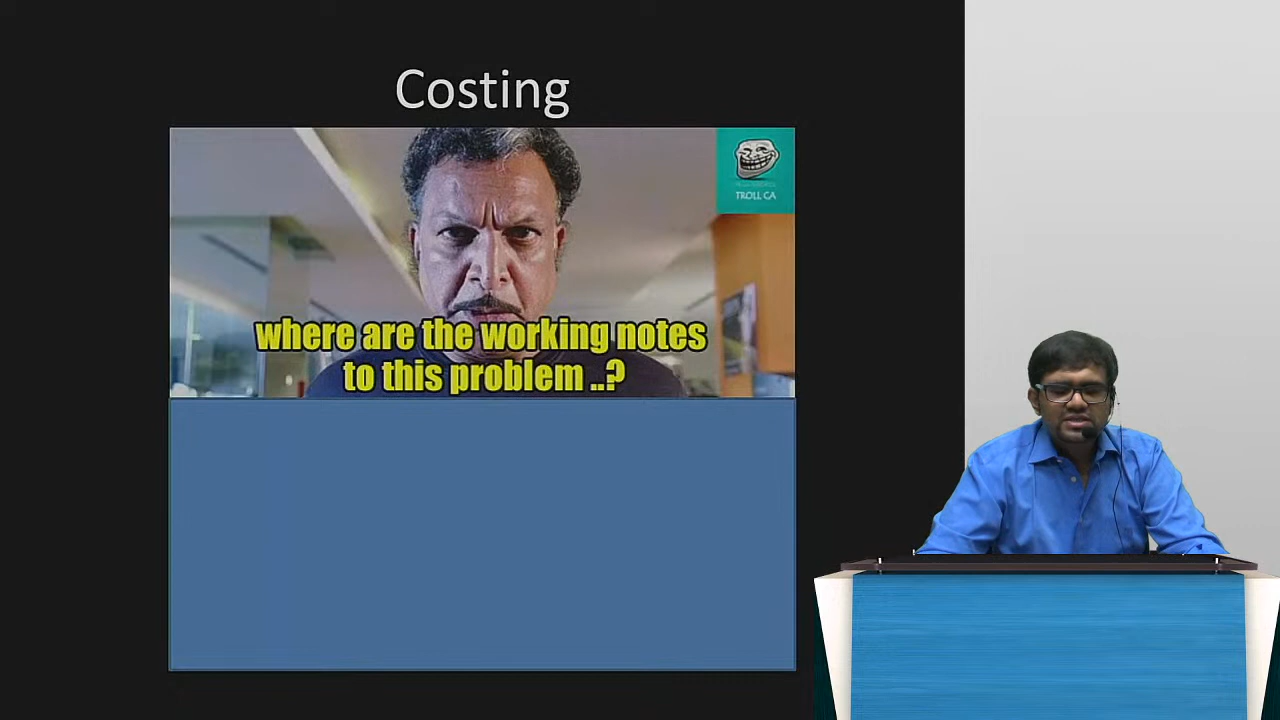 Costing
TROLL CA
where are the working notes
to this problem ..?